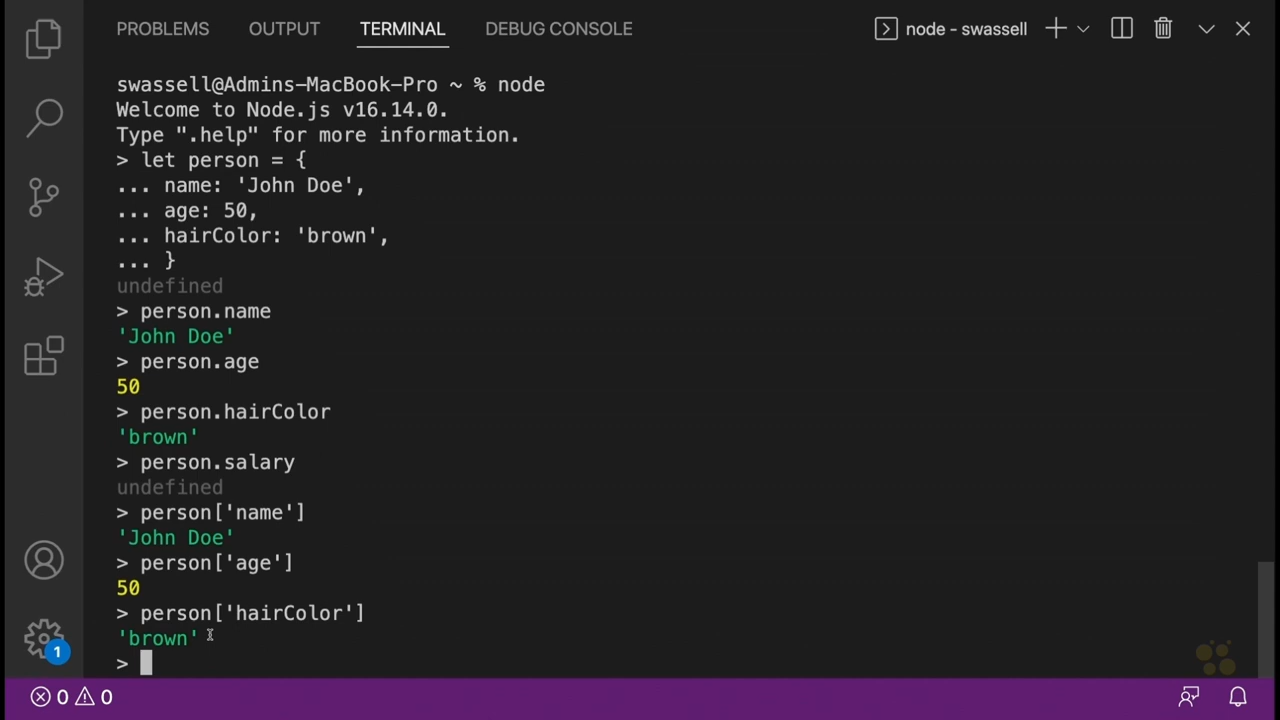 PROBLEMS OUTPUT TERMINAL DEBUG CONSOLE node - swassell
swassell@Admins-MacBook-Pro ~ % node
Welcome to Node.js v16.14.0.
Type ".help" for more information.
> let person = {
... name: 'John Doe',
... age: 50,
... hairColor: 'brown',
... }
undefined
> person.name
'John Doe'
> person.age
50
> person.hairColor
'brown'
> person.salary
undefined
> person['name']
'John Doe'
> person['age']
50
> person['hairColor']
'brown'
>
1
0 0